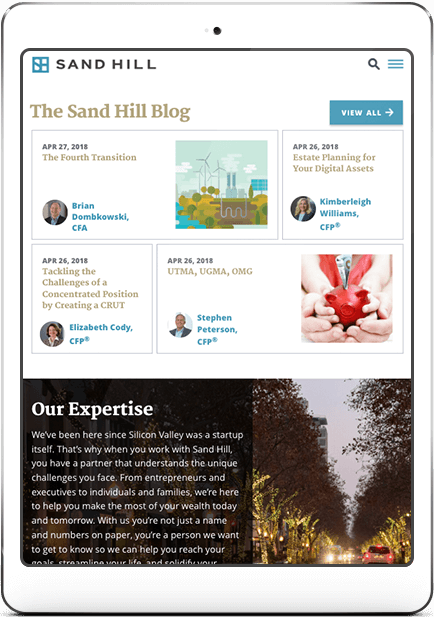 SAND HILL
The Sand Hill Blog
VIEW ALL
APR 27, 2018
The Fourth Transition
Brian
Dombkowski,
CFA
APR 26, 2018
Estate Planning for
Your Digital Assets
Kimberleigh
Williams,
CFP®
APR 26, 2018
Tackling the
Challenges of a
Concentrated Position
by Creating a CRUT
Elizabeth Cody,
CFP®
APR 26, 2018
UTMA, UGMA, OMG
Stephen
Peterson,
CFP®
Our Expertise
We’ve been here since Silicon Valley was a startup
itself. That’s why when you work with Sand Hill,
you have a partner that understands the unique
challenges you face. From entrepreneurs and
executives to individuals and families, we’re here
to help you make the most of your wealth today
and tomorrow. With us you’re not just a name
and numbers on paper, you’re a person we want
to get to know so we can help you reach your
goals, streamline your life, and solidify your